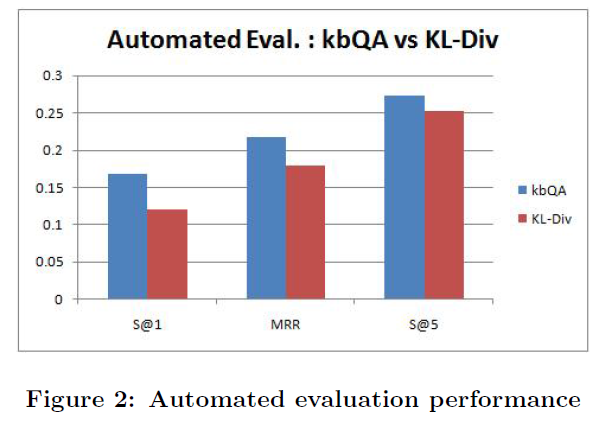 Automated Eval. : kbQA vs KL-Div
0.3
0.25
0.2
0.15
0.1
0.05
0
S@1 MRR S@5
kbQA
KL-Div
Figure 2: Automated evaluation performance